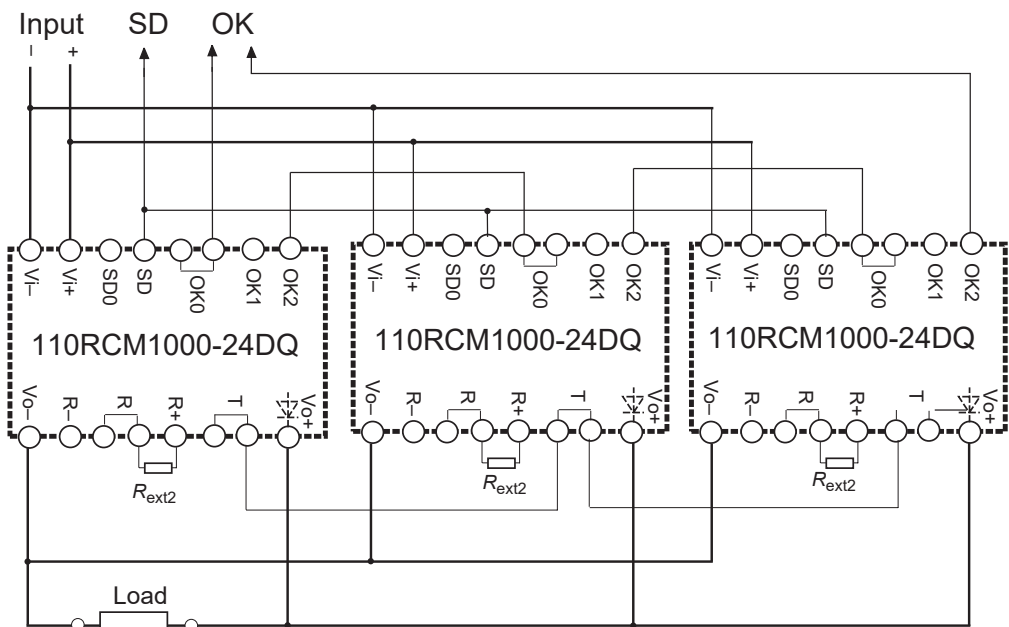 Input SD OK
– +
Vi– Vi+ SD0 SD OK0 OK1 OK2
110RCM1000-24DQ
Vo– R– R R+ T Vo+
Rext2
Vi– Vi+ SD0 SD OK0 OK1 OK2
110RCM1000-24DQ
Vo– R– R R+ T Vo+
Rext2
Vi– Vi+ SD0 SD OK0 OK1 OK2
110RCM1000-24DQ
Vo– R– R R+ T Vo+
Rext2
Load